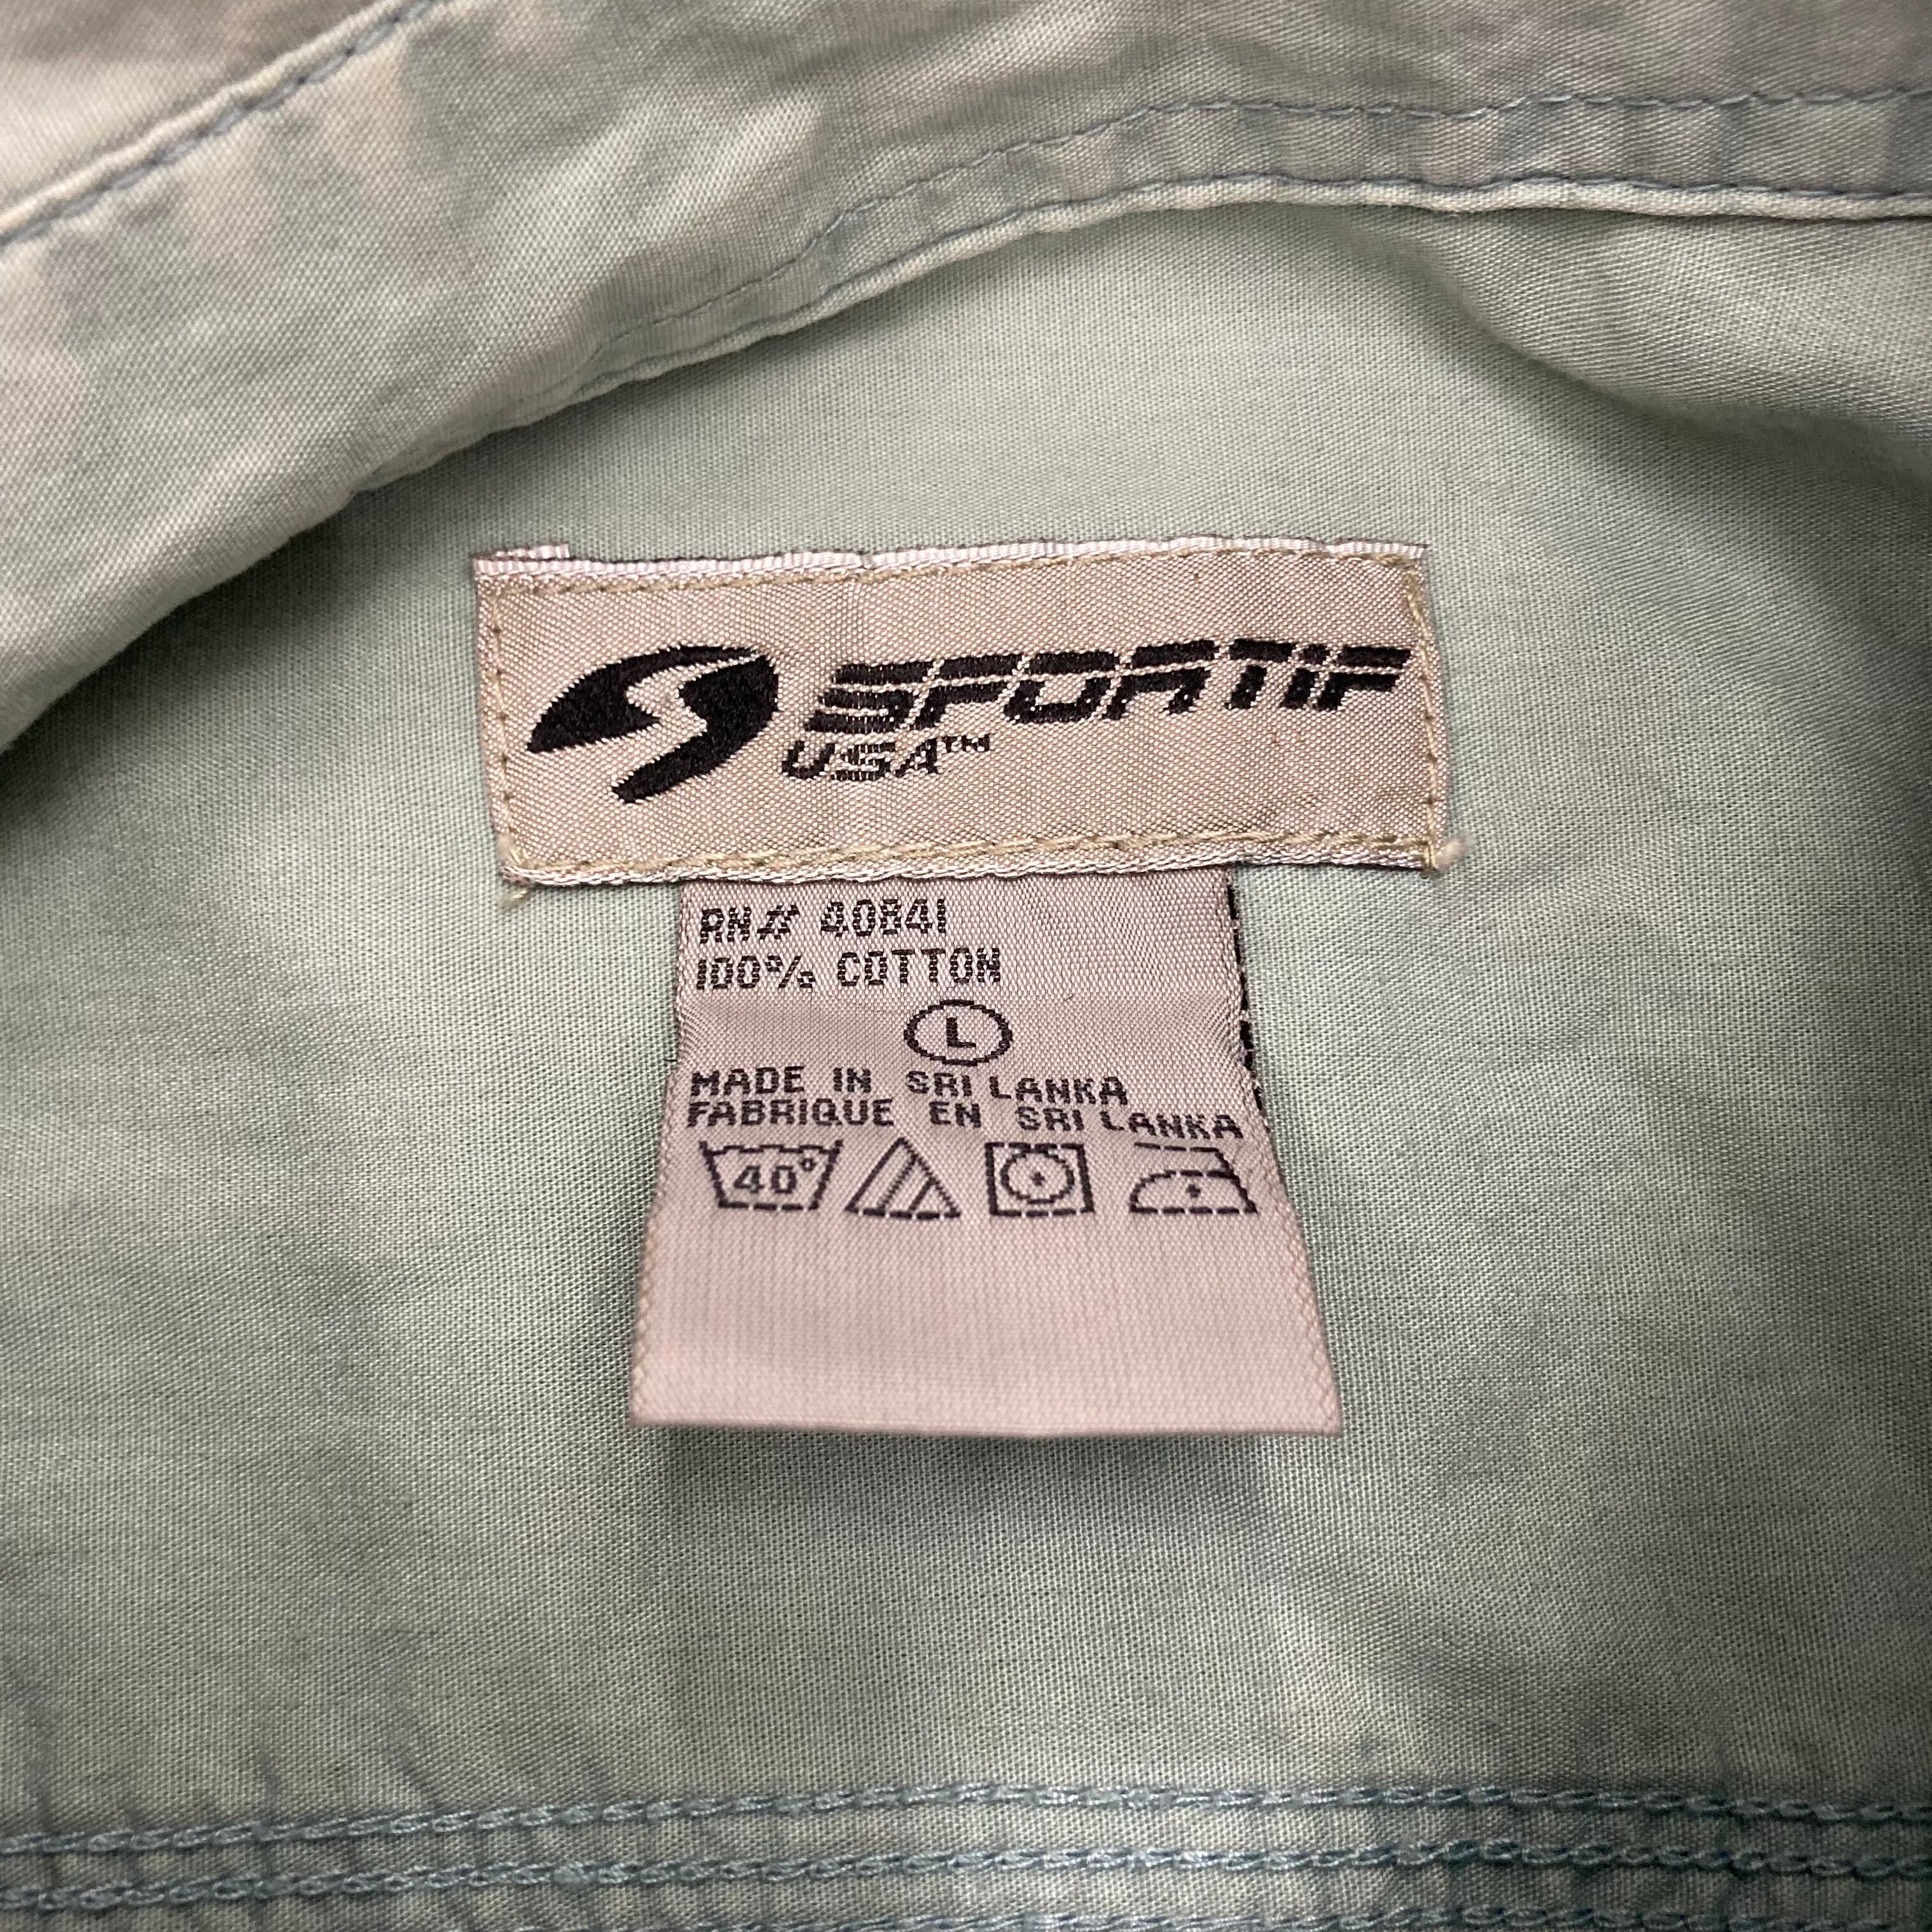 SPORTIF
USA™
RN# 40841
100% COTTON
L
MADE IN SRI LANKA
FABRIQUE EN SRI LANKA
40°